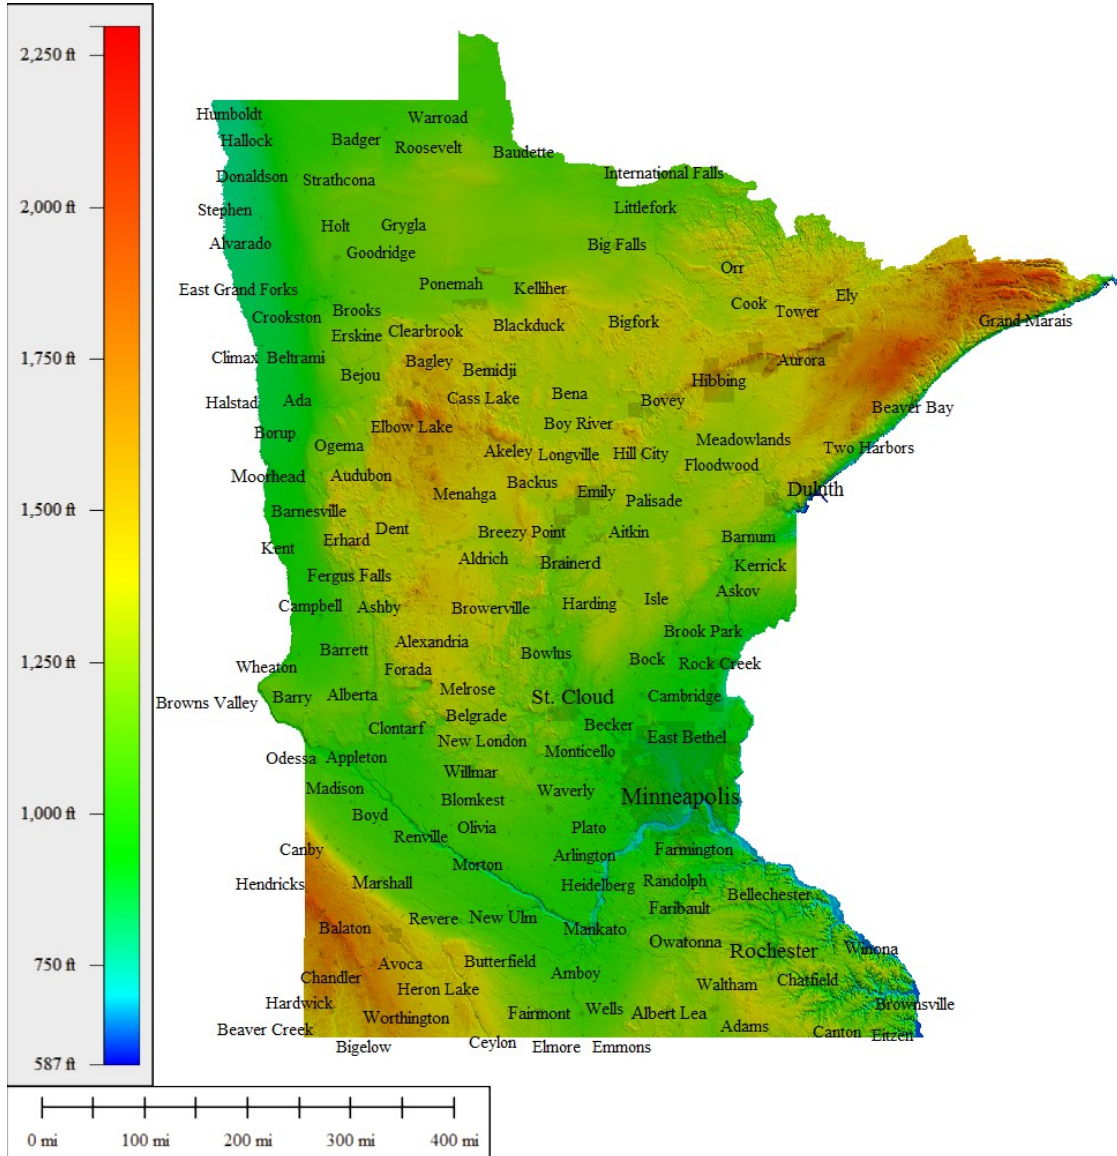 2,250 ft
2,000 ft
1,750 ft
1,500 ft
1,250 ft
1,000 ft
750 ft
587 ft
Humboldt
Warroad
Hallock
Badger
Roosevelt
Baudette
Donaldson
Strathcona
International Falls
Stephen
Littlefork
Holt
Grygla
Alvarado
Goodridge
Big Falls
Orr
East Grand Forks
Ponemah
Kelliher
Ely
Crookston
Brooks
Cook
Tower
Grand Marais
Erskine
Clearbrook
Blackduck
Bigfork
Climax
Beltrami
Bagley
Bemidji
Aurora
Bejou
Hibbing
Halstad
Ada
Cass Lake
Bena
Bovey
Beaver Bay
Borup
Elbow Lake
Boy River
Ogema
Akeley
Longville
Hill City
Meadowlands
Two Harbors
Floodwood
Moorhead
Audubon
Menahga
Backus
Emily
Palisade
Duluth
Barnesville
Dent
Breezy Point
Aitkin
Kent
Erhard
Barnum
Aldrich
Brainerd
Kerrick
Fergus Falls
Askov
Campbell
Ashby
Browerville
Harding
Isle
Brook Park
Barrett
Alexandria
Bowlus
Bock
Rock Creek
Wheaton
Forada
Browns Valley
Barry
Alberta
Melrose
St. Cloud
Cambridge
Clontarf
Belgrade
Becker
East Bethel
New London
Monticello
Odessa
Appleton
Willmar
Madison
Blomkest
Waverly
Minneapolis
Boyd
Renville
Olivia
Plato
Canby
Morton
Arlington
Farmington
Hendricks
Marshall
Heidelberg
Randolph
Bellechester
Balaton
Revere
New Ulm
Mankato
Faribault
Owatonna
Rochester
Winona
Chandler
Avoca
Butterfield
Amboy
Waltham
Chatfield
Hardwick
Heron Lake
Brownsville
Beaver Creek
Worthington
Fairmont
Wells
Albert Lea
Adams
Canton
Eitzen
Bigelow
Ceylon
Elmore
Emmons
0 mi 100 mi 200 mi 300 mi 400 mi